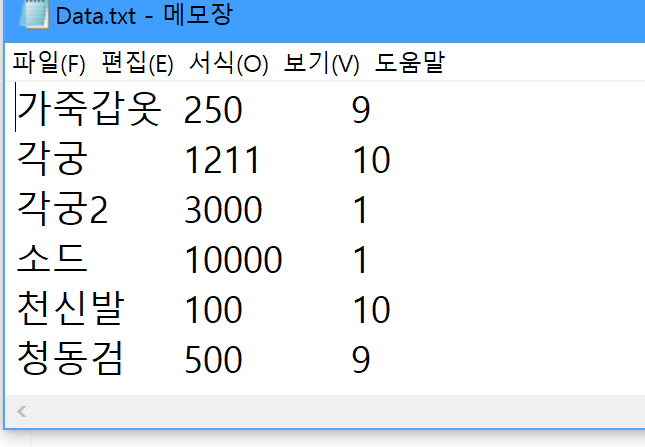 Data.txt - 메모장
파일(F) 편집(E) 서식(O) 보기(V) 도움말
가죽갑옷 250 9
각궁 1211 10
각궁2 3000 1
소드 10000 1
천신발 100 10
청동검 500 9